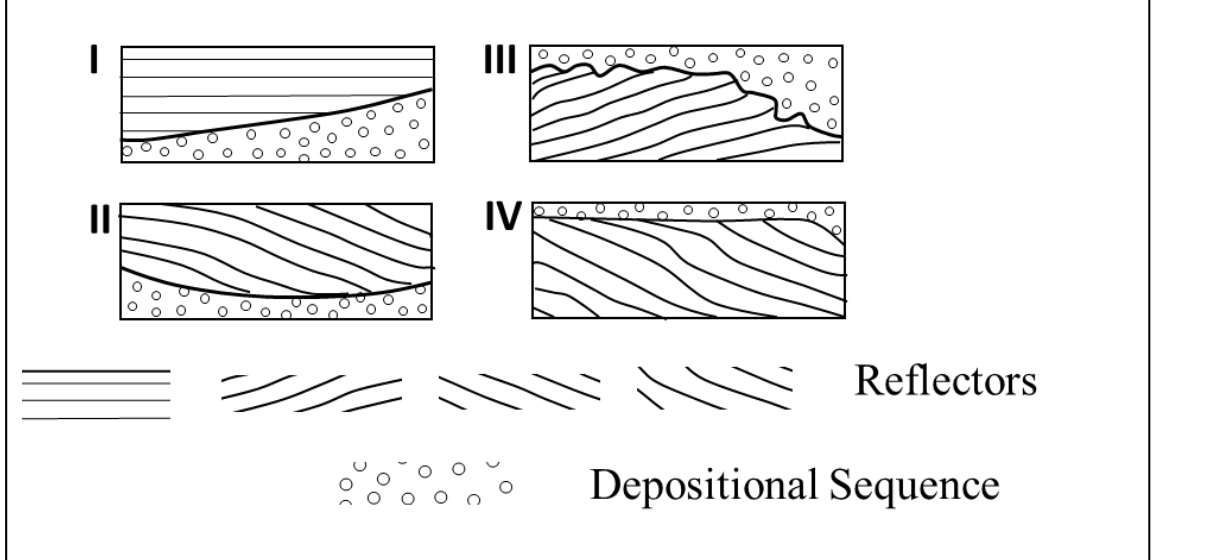 I
III
II
IV
Reflectors
Depositional Sequence